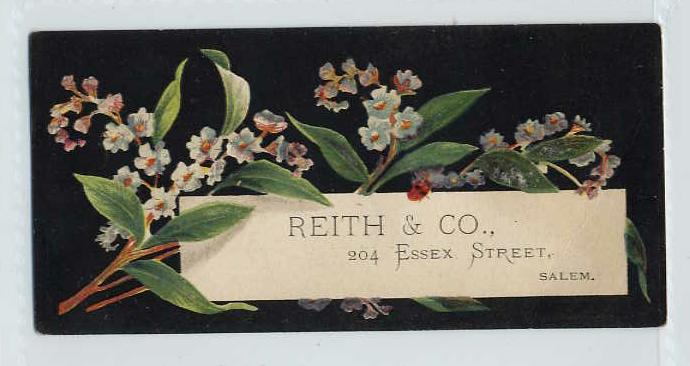 REITH & CO.,
204 ESSEX STREET,
SALEM.